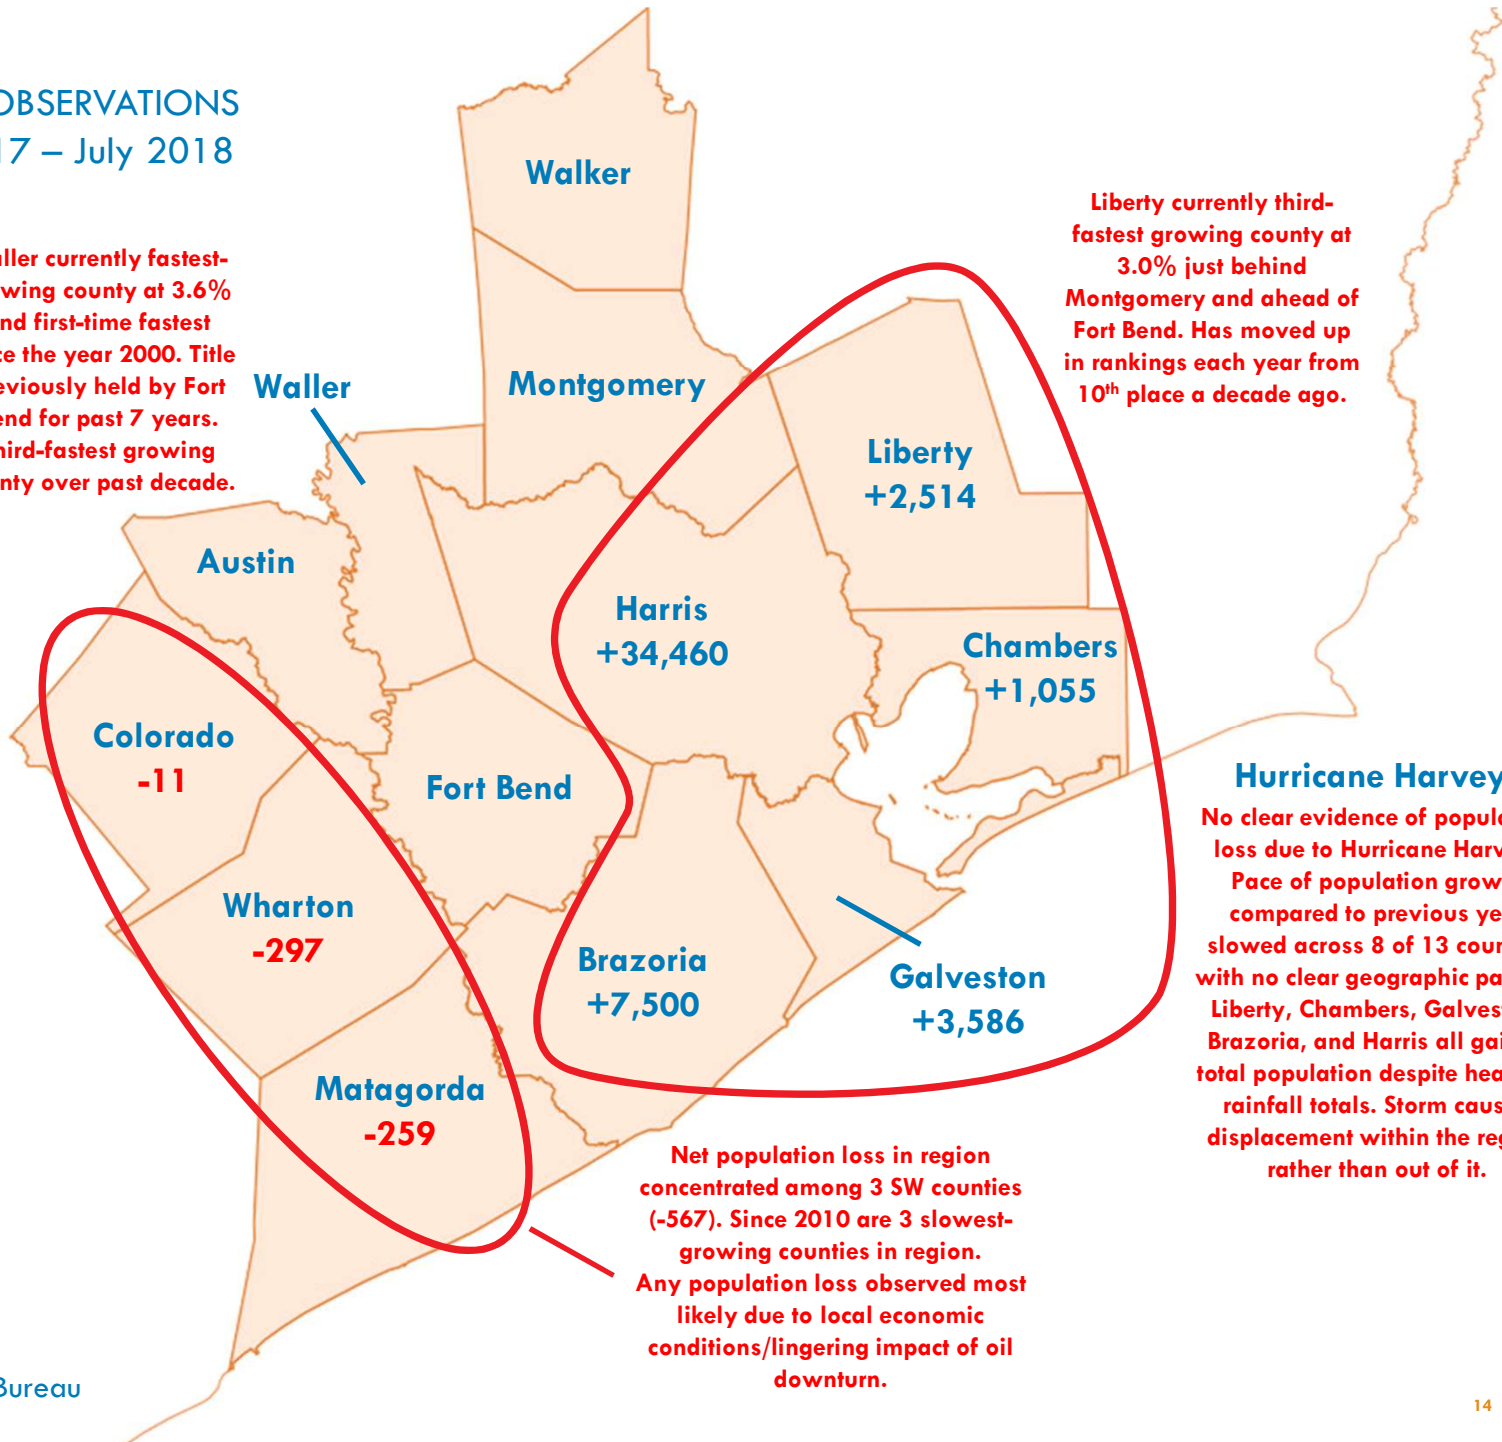 OBSERVATIONS
17 – July 2018
aller currently fastest-
wing county at 3.6%
nd first-time fastest
ce the year 2000. Title
eviously held by Fort
end for past 7 years.
hird-fastest growing
nty over past decade.
Walker
Liberty currently third-
fastest growing county at
3.0% just behind
Montgomery and ahead of
Fort Bend. Has moved up
in rankings each year from
10th place a decade ago.
Waller
Montgomery
Liberty
+2,514
Austin
Harris
+34,460
Chambers
+1,055
Colorado
-11
Fort Bend
Wharton
-297
Brazoria
+7,500
Galveston
+3,586
Matagorda
-259
Hurricane Harvey
No clear evidence of popula
loss due to Hurricane Harv
Pace of population grow
compared to previous ye
slowed across 8 of 13 coun
with no clear geographic pa
Liberty, Chambers, Galves
Brazoria, and Harris all gai
total population despite hea
rainfall totals. Storm caus
displacement within the reg
rather than out of it.
Net population loss in region
concentrated among 3 SW counties
(-567). Since 2010 are 3 slowest-
growing counties in region.
Any population loss observed most
likely due to local economic
conditions/lingering impact of oil
downturn.
Bureau
14